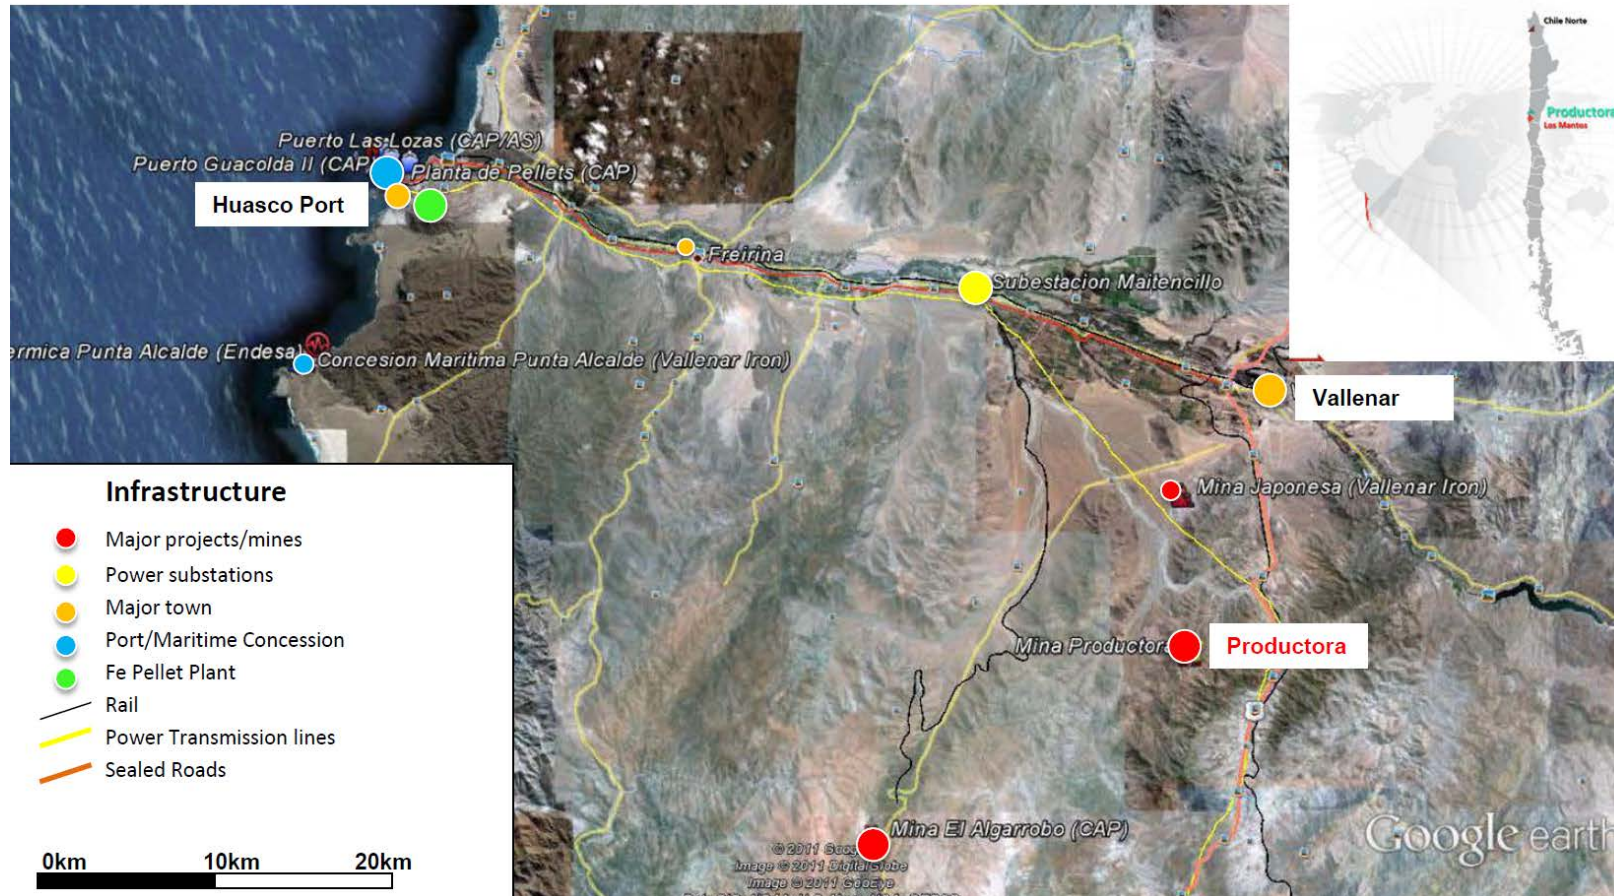 Chile Norte
Productora
Los Mantos
Puerto Las Lozas (CAP/AS)
Puerto Guacolda II (CAP)
Planta de Pellets (CAP)
Huasco Port
Freirina
Subestacion Maitencillo
ermica Punta Alcalde (Endesa)
Concesion Maritima Punta Alcalde (Vallenar Iron)
Vallenar
Mina Japonesa (Vallenar Iron)
Mina Productora
Productora
Mina El Algarrobo (CAP)
Infrastructure
Major projects/mines
Power substations
Major town
Port/Maritime Concession
Fe Pellet Plant
Rail
Power Transmission lines
Sealed Roads
0km 10km 20km
Google earth
© 2011 Goog
Image © 2011 DigitalGlobe
Image © 2011 GeoEye